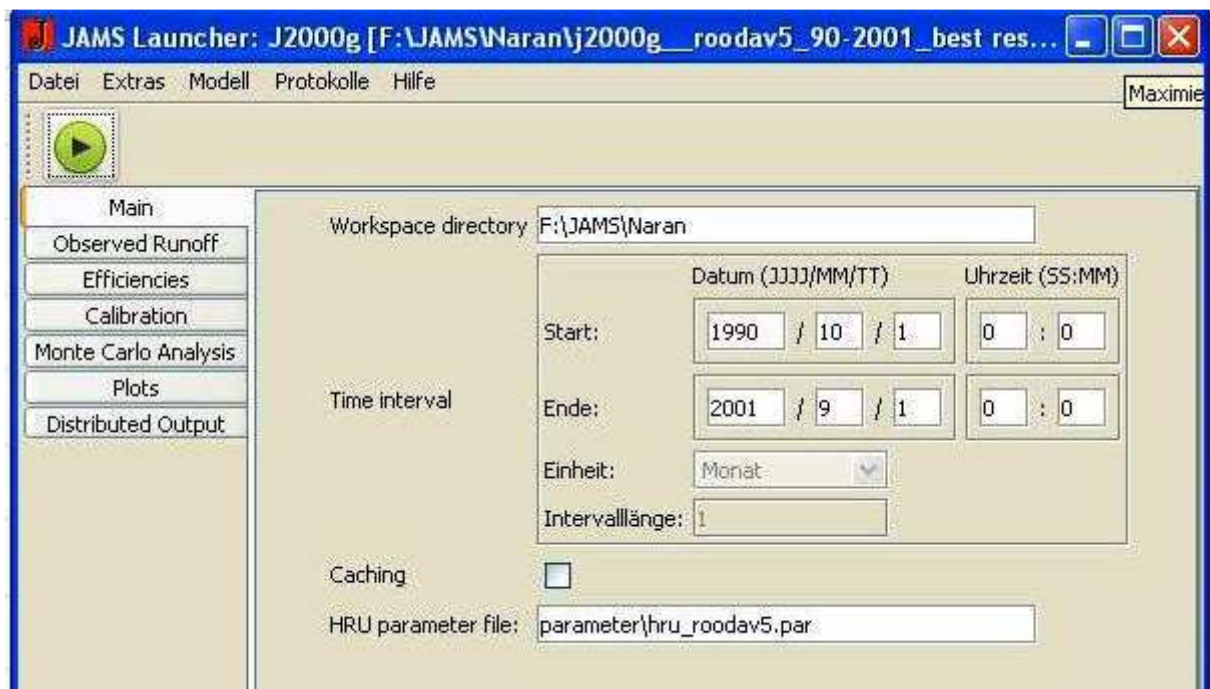 JAMS Launcher: J2000g [F:\JAMS\Naran\j2000g__roodav5_90-2001_best res...
Datei Extras Modell Protokolle Hilfe
Maximie
Main
Observed Runoff
Efficiencies
Calibration
Monte Carlo Analysis
Plots
Distributed Output
Workspace directory F:\JAMS\Naran
Datum (JJJJ/MM/TT) Uhrzeit (SS:MM)
Start: 1990 / 10 / 1 0 : 0
Time interval
Ende: 2001 / 9 / 1 0 : 0
Einheit: Monat
Intervalllänge: 1
Caching
HRU parameter file: parameter\hru_roodav5.par